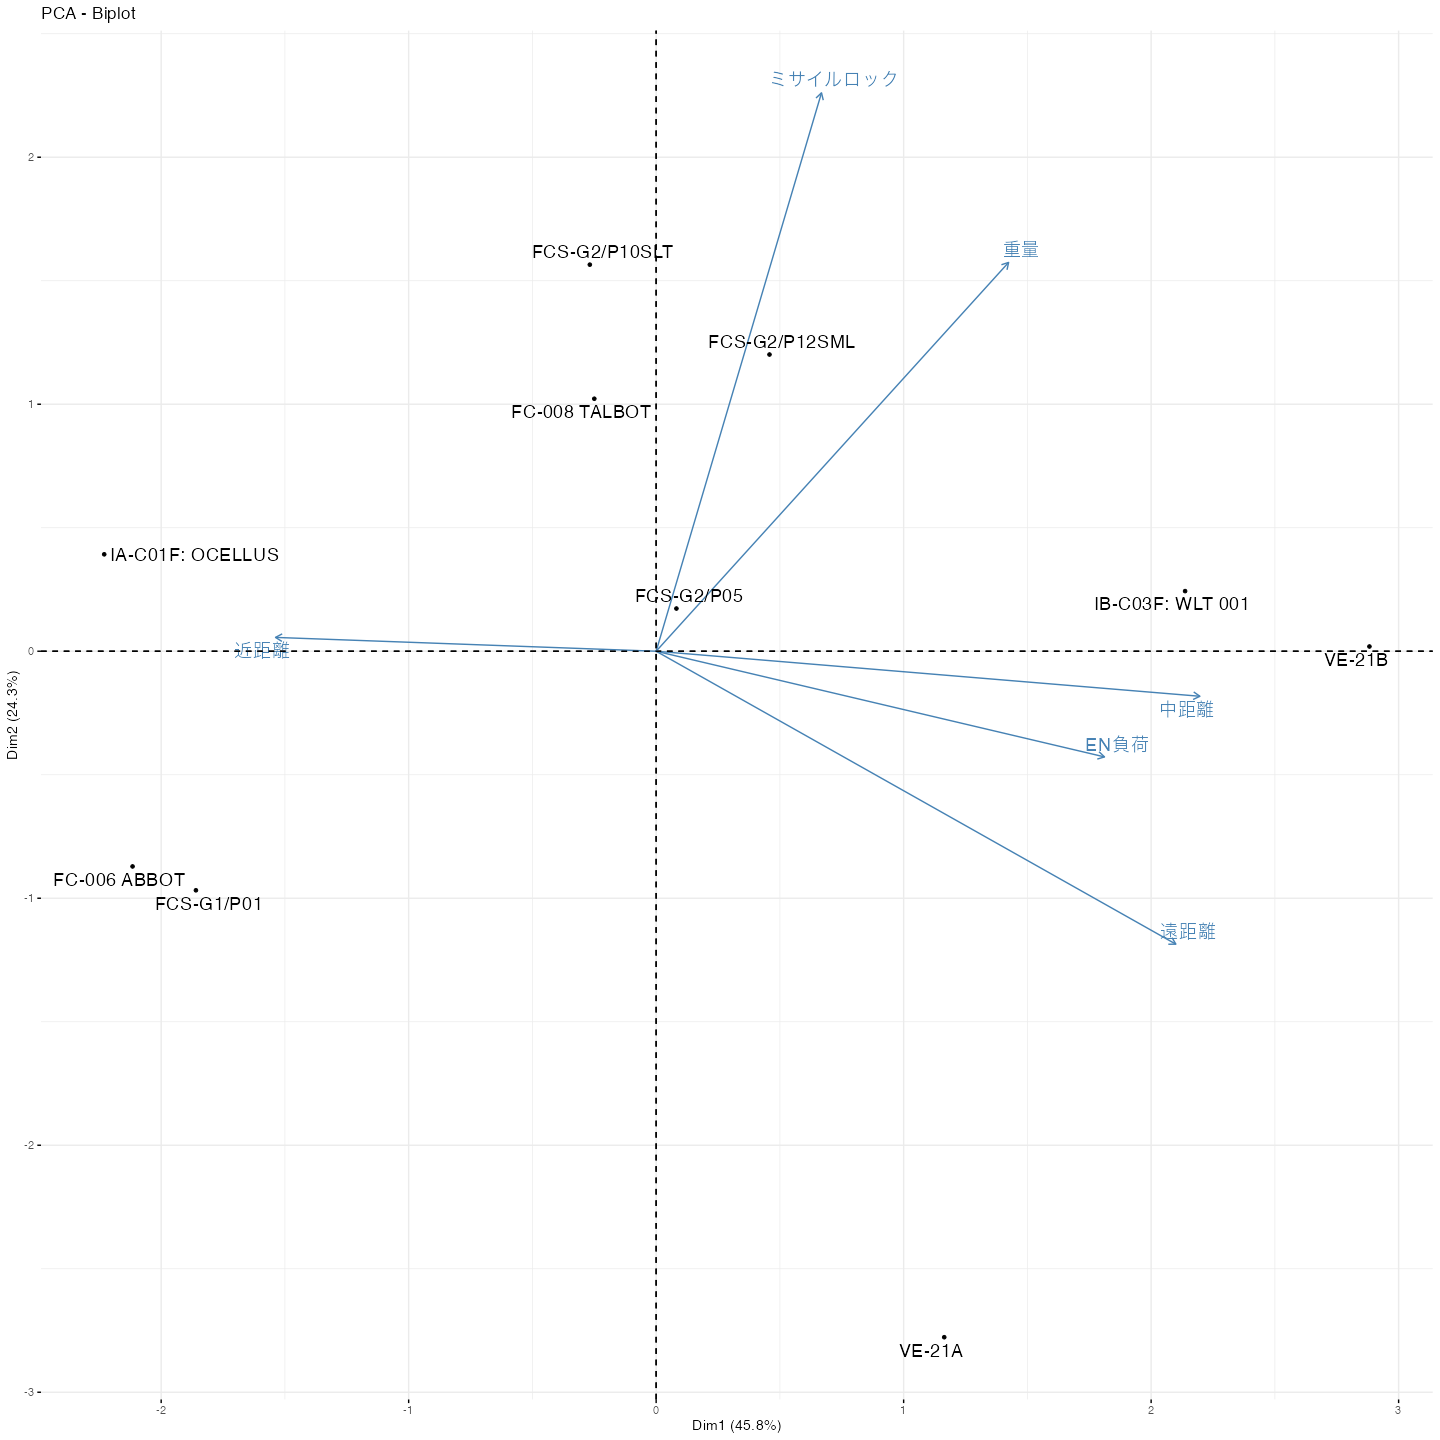 PCA - Biplot
ミサイルロック
2
重量
FCS-G2/P10SLT
FCS-G2/P12SML
1
FC-008 TALBOT
IA-C01F: OCELLUS
FCS-G2/P05
IB-C03F: WLT 001
0
近距離
VE-21B
中距離
EN負荷
Dim2 (24.3%)
FC-006 ABBOT
-1
FCS-G1/P01
遠距離
-2
VE-21A
-3
-2
-1
0
1
2
3
Dim1 (45.8%)